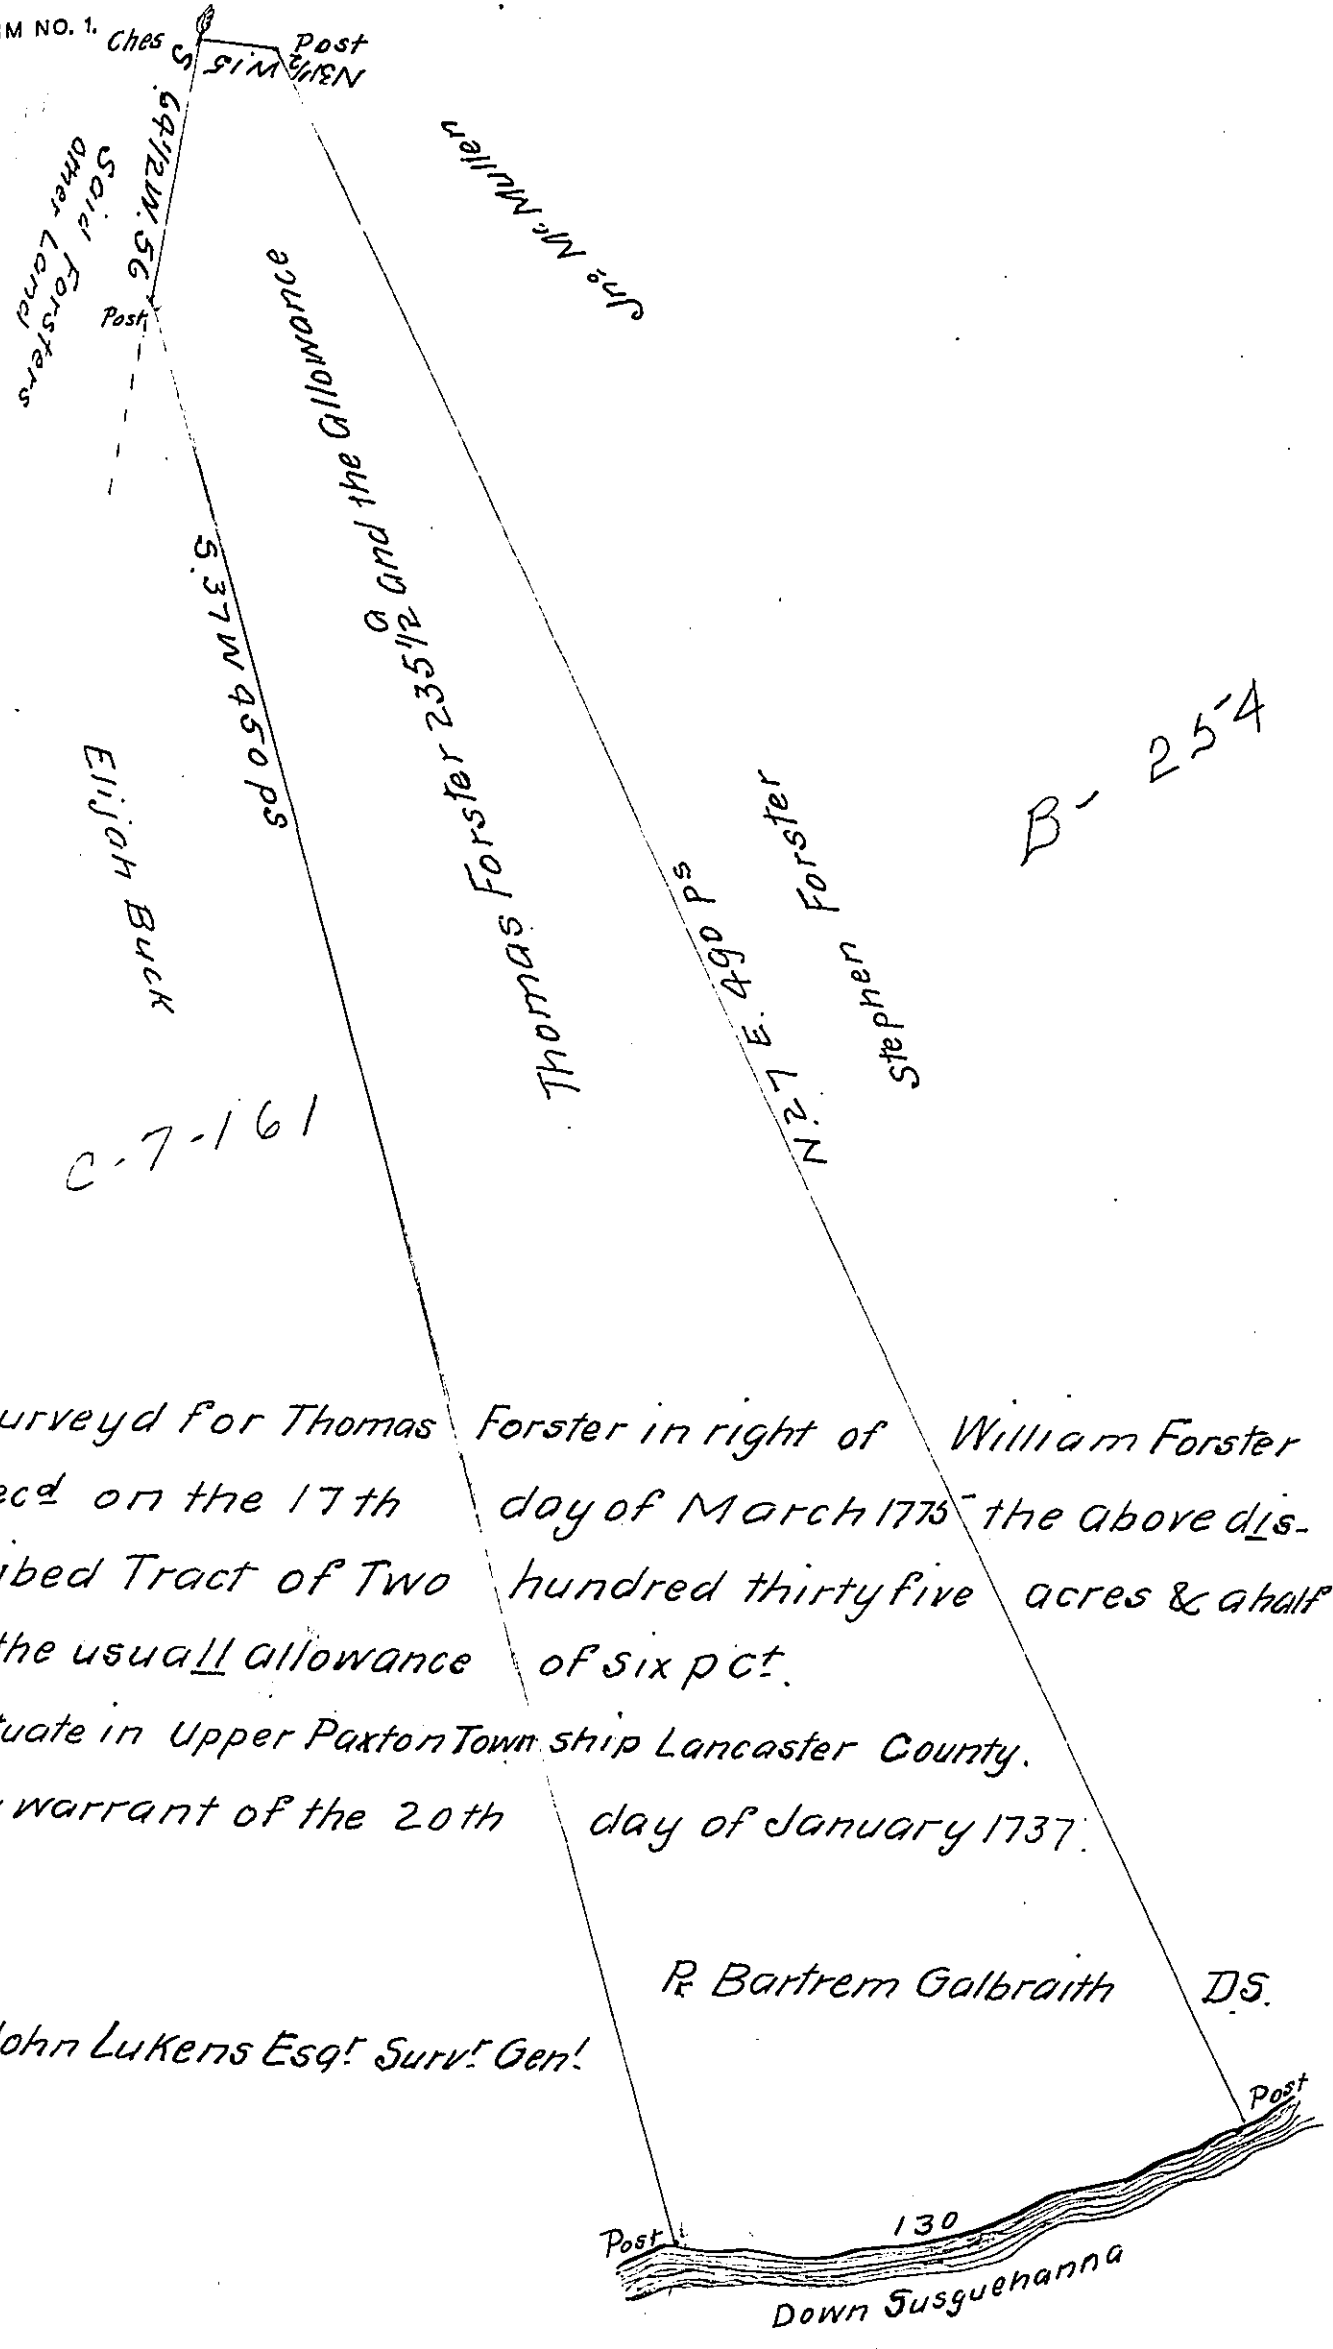 M NO. 1.
Ches
Post
N31½ W.15
S 64½ W. 56
Said Forsters
other Land
Post
Jno. McMullen
Thomas Forster 235½ a and the allowance
S. 37 W 450 ps
Elijah Buck
N.27 E. 490 ps
Stephen Forster
B- 254
C-7-161
urveyd for Thomas Forster in right of William Forster
ecd on the 17th day of March 1775 the above dis-
ibed Tract of Two hundred thirty five acres & a half
the usuall allowance of six p ct.
tuate in Upper Paxton Township Lancaster County.
warrant of the 20th day of January 1737.
Pr Bartrem Galbraith D.S.
John Lukens Esqr. Survr. Genl.
Post
Post
130
Down Susquehanna